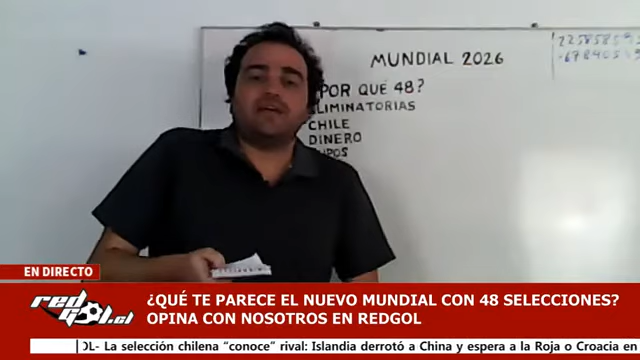 MUNDIAL 2026
POR QUÉ 48?
ELIMINATORIAS
CHILE
DINERO
EN DIRECTO
redgol.cl
¿QUÉ TE PARECE EL NUEVO MUNDIAL CON 48 SELECCIONES?
OPINA CON NOSOTROS EN REDGOL
OL- La selección chilena “conoce” rival: Islandia derrotó a China y espera a la Roja o Croacia en